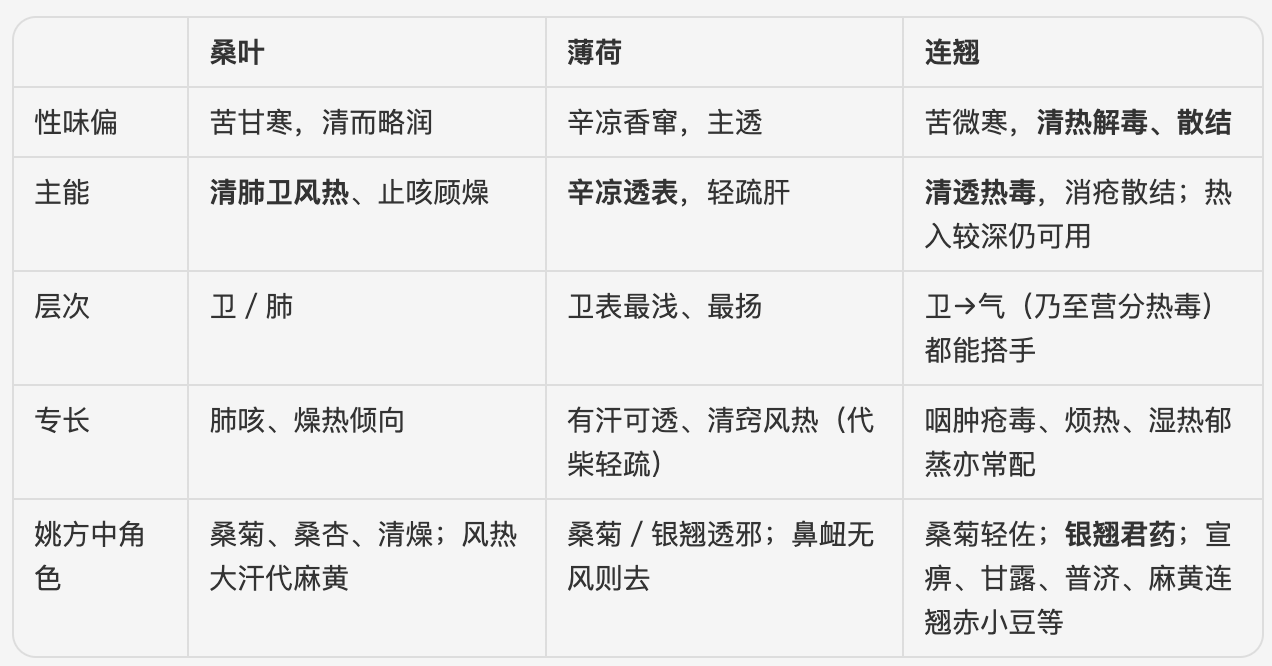 桑叶 薄荷 连翘
性味偏 苦甘寒，清而略润 辛凉香窜，主透 苦微寒，清热解毒、散结
主能 清肺卫风热、止咳顾燥 辛凉透表，轻疏肝 清透热毒，消疮散结；热
入较深仍可用
层次 卫 / 肺 卫表最浅、最扬 卫→气（乃至营分热毒）
都能搭手
专长 肺咳、燥热倾向 有汗可透、清窍风热（代 咽肿疮毒、烦热、湿热郁
柴轻疏） 蒸亦常配
姚方中角 桑菊、桑杏、清燥；风热 桑菊 / 银翘透邪；鼻衄无 桑菊轻佐；银翘君药；宣
色 大汗代麻黄 风则去 痹、甘露、普济、麻黄连
翘赤小豆等